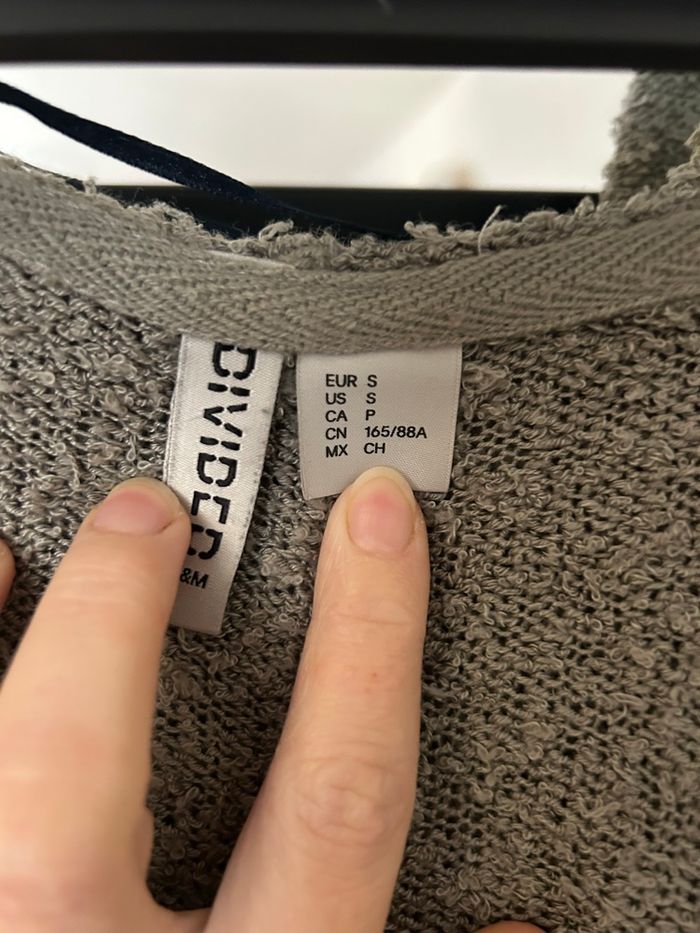 DIVIDED
&M
EUR S
US S
CA P
CN 165/88A
MX CH